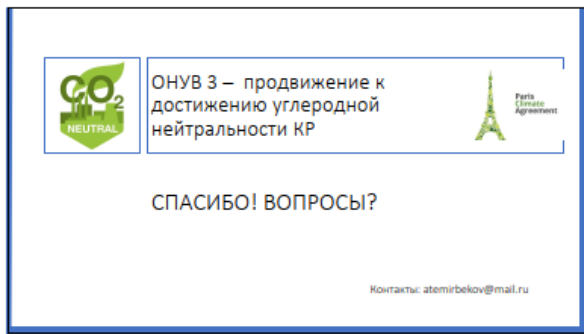 CO2
NEUTRAL
ОНУВ 3 – продвижение к
достижению углеродной
нейтральности КР
Paris
Climate
Agreement
СПАСИБО! ВОПРОСЫ?
Контакты: atemirbekov@mail.ru